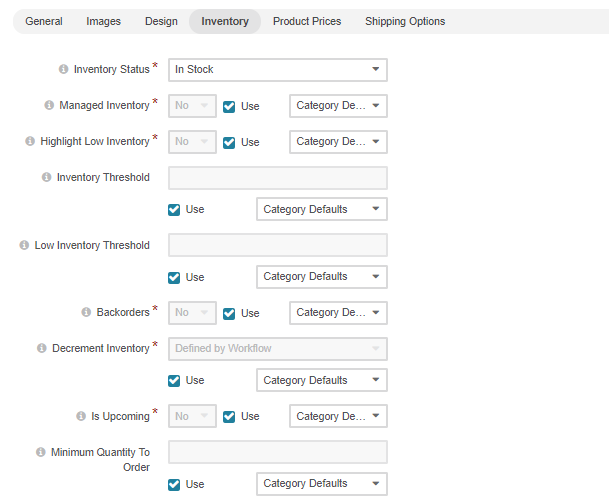 General Images Design Inventory Product Prices Shipping Options
Inventory Status * In Stock
Managed Inventory * No Use Category De...
Highlight Low Inventory * No Use Category De...
Inventory Threshold
Use Category Defaults
Low Inventory Threshold
Use Category Defaults
Backorders * No Use Category De...
Decrement Inventory * Defined by Workflow
Use Category Defaults
Is Upcoming * No Use Category De...
Minimum Quantity To
Order
Use Category Defaults